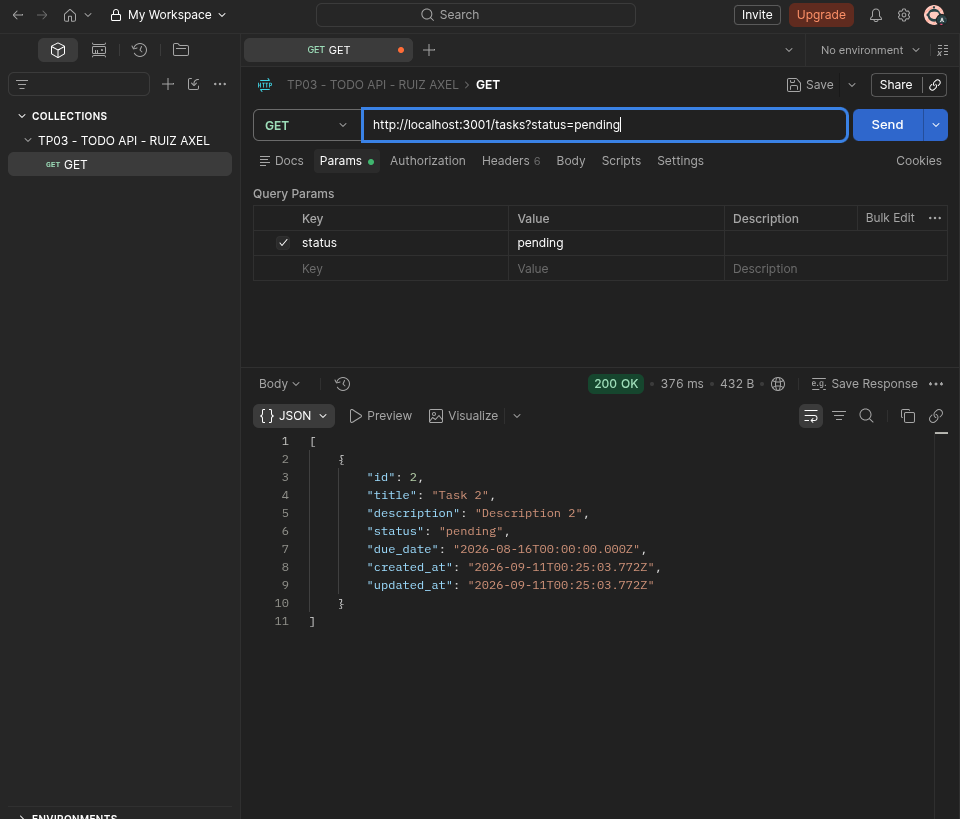 My Workspace
Search
Invite
Upgrade
GET GET
No environment
COLLECTIONS
TP03 - TODO API - RUIZ AXEL
GET GET
ENVIRONMENTS
HTTP TP03 - TODO API - RUIZ AXEL > GET
Save
Share
GET
http://localhost:3001/tasks?status=pending
Send
Docs Params Authorization Headers 6 Body Scripts Settings Cookies
Query Params
Key Value Description Bulk Edit
status pending
Key Value Description
Body 200 OK 376 ms 432 B e.g. Save Response
{} JSON Preview Visualize
1 [
2 {
3 "id": 2,
4 "title": "Task 2",
5 "description": "Description 2",
6 "status": "pending",
7 "due_date": "2026-08-16T00:00:00.000Z",
8 "created_at": "2026-09-11T00:25:03.772Z",
9 "updated_at": "2026-09-11T00:25:03.772Z"
10 }
11 ]